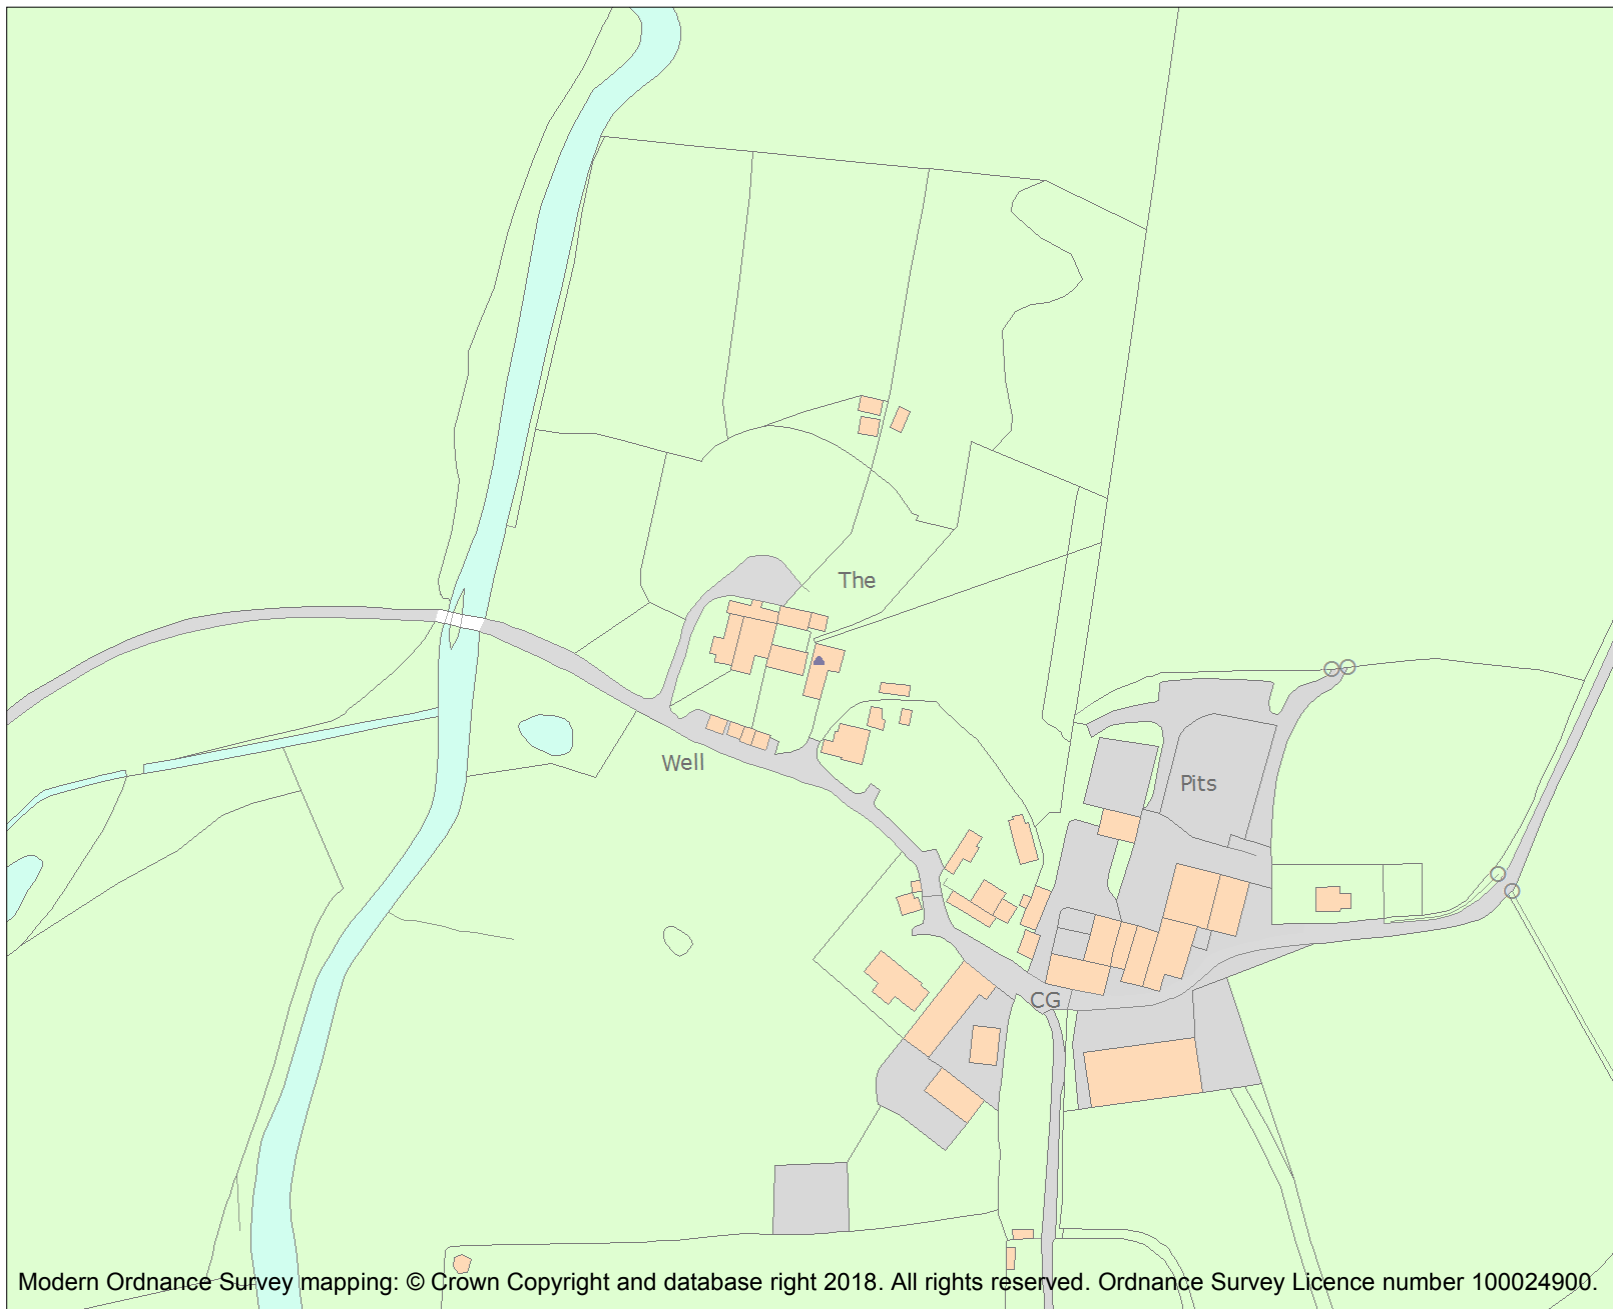 The
Well
Pits
CG
Modern Ordnance Survey mapping: © Crown Copyright and database right 2018. All rights reserved. Ordnance Survey Licence number 100024900.